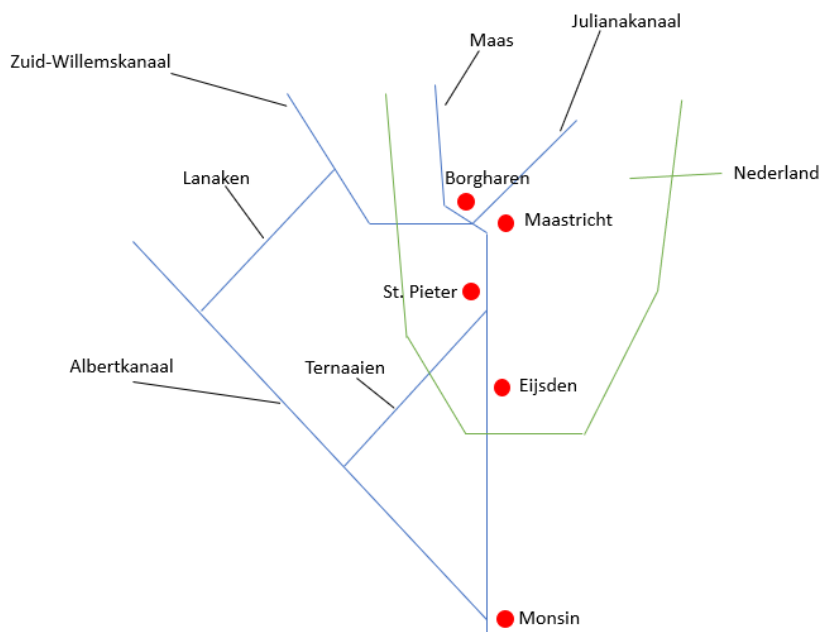 Julianakanaal
Maas
Zuid-Willemskanaal
Lanaken
Borgharen
Nederland
Maastricht
St. Pieter
Albertkanaal
Ternaaien
Eijsden
Monsin